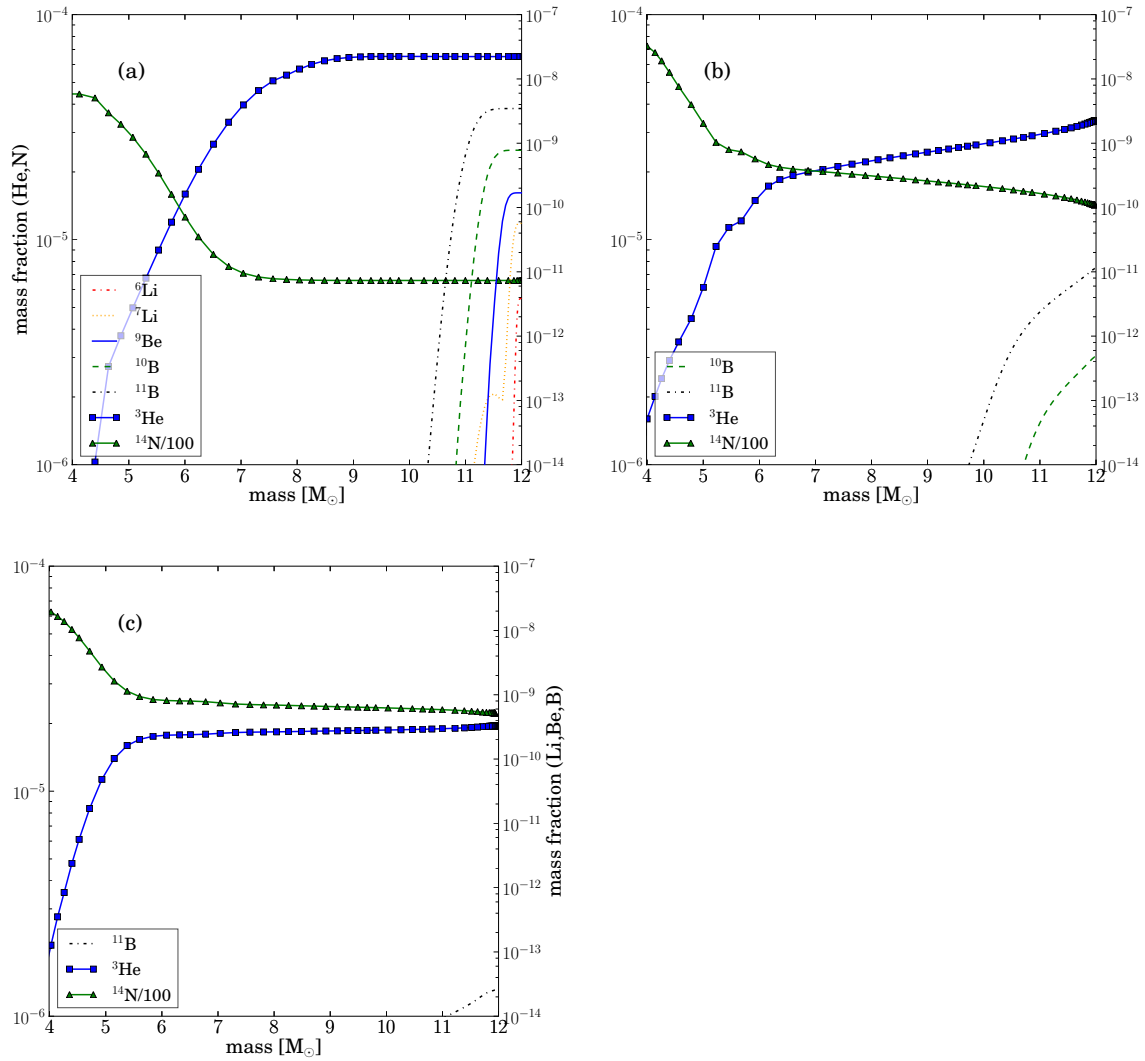 (a)
mass fraction (He,N)
10⁻⁴
10⁻⁵
10⁻⁶
⁶Li
⁷Li
⁹Be
¹⁰B
¹¹B
³He
¹⁴N/100
10⁻⁷
10⁻⁸
10⁻⁹
10⁻¹⁰
10⁻¹¹
10⁻¹²
10⁻¹³
10⁻¹⁴
4 5 6 7 8 9 10 11 12
mass [M☉]
(b)
10⁻⁴
10⁻⁵
10⁻⁶
¹⁰B
¹¹B
³He
¹⁴N/100
10⁻⁷
10⁻⁸
10⁻⁹
10⁻¹⁰
10⁻¹¹
10⁻¹²
10⁻¹³
10⁻¹⁴
4 5 6 7 8 9 10 11 12
mass [M☉]
(c)
10⁻⁴
10⁻⁵
10⁻⁶
¹¹B
³He
¹⁴N/100
10⁻⁷
10⁻⁸
10⁻⁹
10⁻¹⁰
10⁻¹¹
10⁻¹²
10⁻¹³
10⁻¹⁴
mass fraction (Li,Be,B)
4 5 6 7 8 9 10 11 12
mass [M☉]